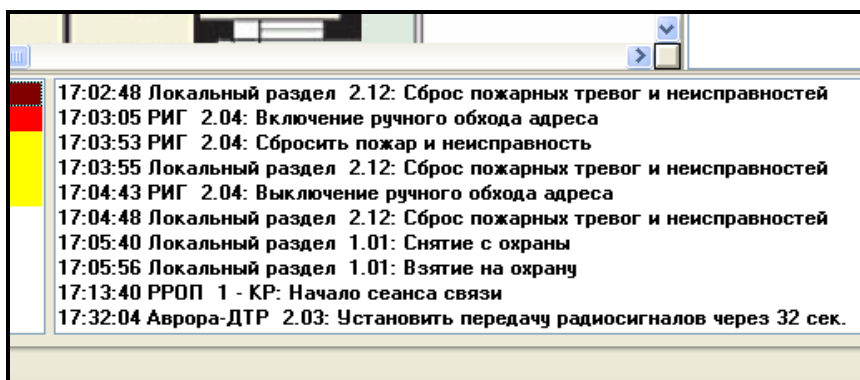 17:02:48 Локальный раздел 2.12: Сброс пожарных тревог и неисправностей
17:03:05 РИГ 2.04: Включение ручного обхода адреса
17:03:53 РИГ 2.04: Сбросить пожар и неисправность
17:03:55 Локальный раздел 2.12: Сброс пожарных тревог и неисправностей
17:04:43 РИГ 2.04: Выключение ручного обхода адреса
17:04:48 Локальный раздел 2.12: Сброс пожарных тревог и неисправностей
17:05:40 Локальный раздел 1.01: Снятие с охраны
17:05:56 Локальный раздел 1.01: Взятие на охрану
17:13:40 РРОП 1 - КР: Начало сеанса связи
17:32:04 Аврора-ДТР 2.03: Установить передачу радиосигналов через 32 сек.